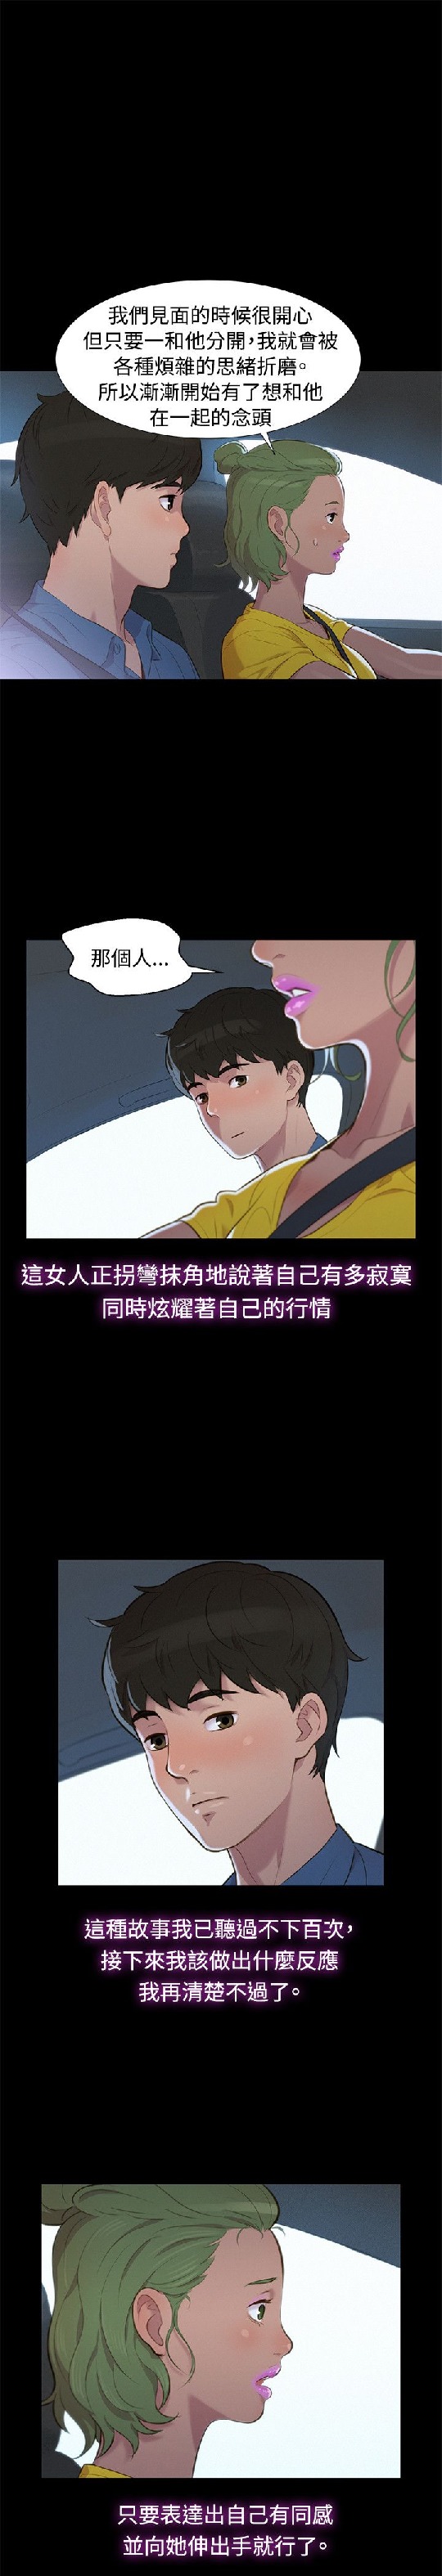 我們見面的時候很開心
但只要一和他分開，我就會被
各種煩雜的思緒折磨。
所以漸漸開始有了想和他
在一起的念頭
那個人...
這女人正拐彎抹角地說著自己有多寂寞
同時炫耀著自己的行情
這種故事我已聽過不下百次，
接下來我該做出什麼反應
我再清楚不過了。
只要表達出自己有同感
並向她伸出手就行了。